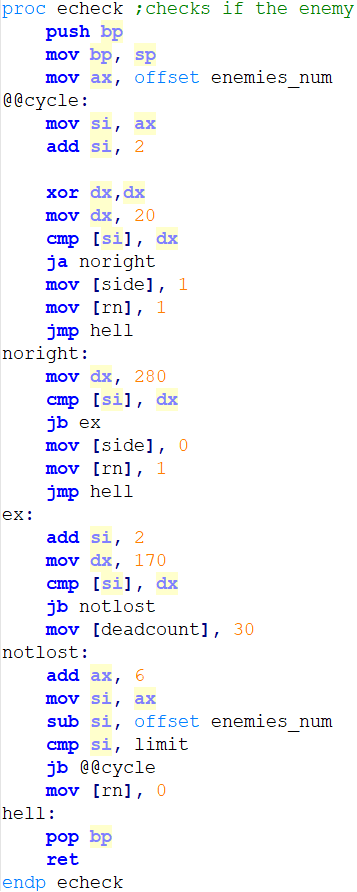 proc echeck ;checks if the enemy
push bp
mov bp, sp
mov ax, offset enemies_num
@@cycle:
mov si, ax
add si, 2
xor dx,dx
mov dx, 20
cmp [si], dx
ja noright
mov [side], 1
mov [rn], 1
jmp hell
noright:
mov dx, 280
cmp [si], dx
jb ex
mov [side], 0
mov [rn], 1
jmp hell
ex:
add si, 2
mov dx, 170
cmp [si], dx
jb notlost
mov [deadcount], 30
notlost:
add ax, 6
mov si, ax
sub si, offset enemies_num
cmp si, limit
jb @@cycle
mov [rn], 0
hell:
pop bp
ret
endp echeck